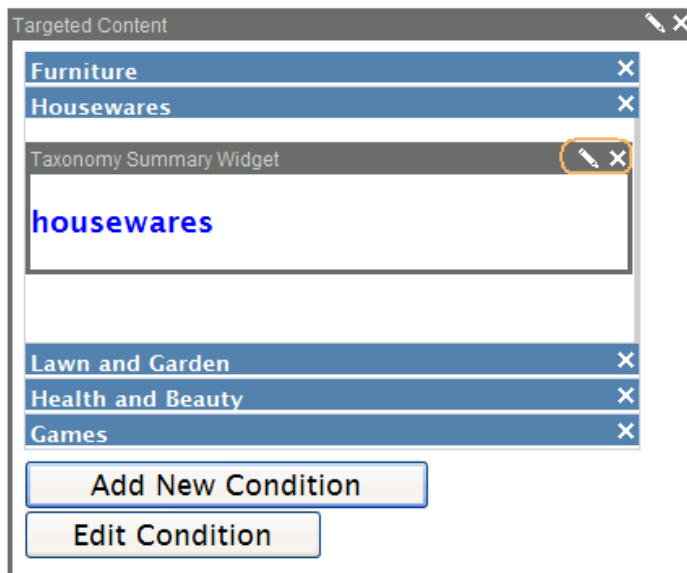 Targeted Content
Furniture
Housewares
Taxonomy Summary Widget
housewares
Lawn and Garden
Health and Beauty
Games
Add New Condition
Edit Condition